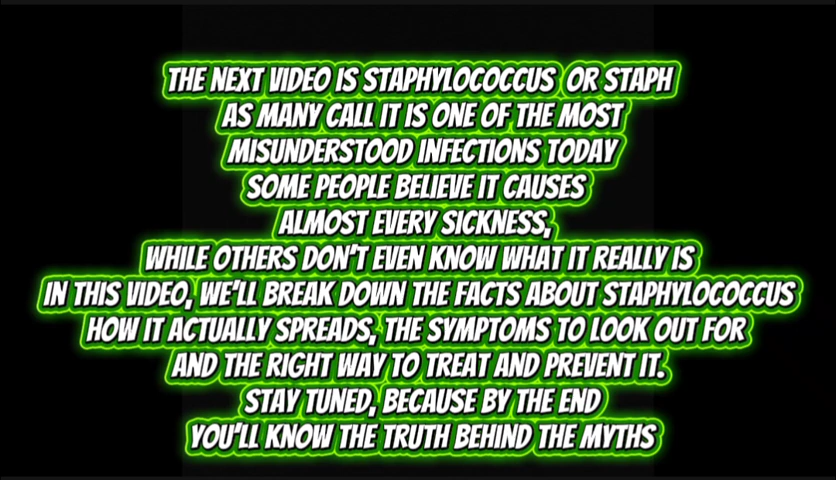 THE NEXT VIDEO IS STAPHYLOCOCCUS OR STAPH
AS MANY CALL IT IS ONE OF THE MOST
MISUNDERSTOOD INFECTIONS TODAY
SOME PEOPLE BELIEVE IT CAUSES
ALMOST EVERY SICKNESS,
WHILE OTHERS DON'T EVEN KNOW WHAT IT REALLY IS
IN THIS VIDEO, WE'LL BREAK DOWN THE FACTS ABOUT STAPHYLOCOCCUS
HOW IT ACTUALLY SPREADS, THE SYMPTOMS TO LOOK OUT FOR
AND THE RIGHT WAY TO TREAT AND PREVENT IT.
STAY TUNED, BECAUSE BY THE END
YOU'LL KNOW THE TRUTH BEHIND THE MYTHS